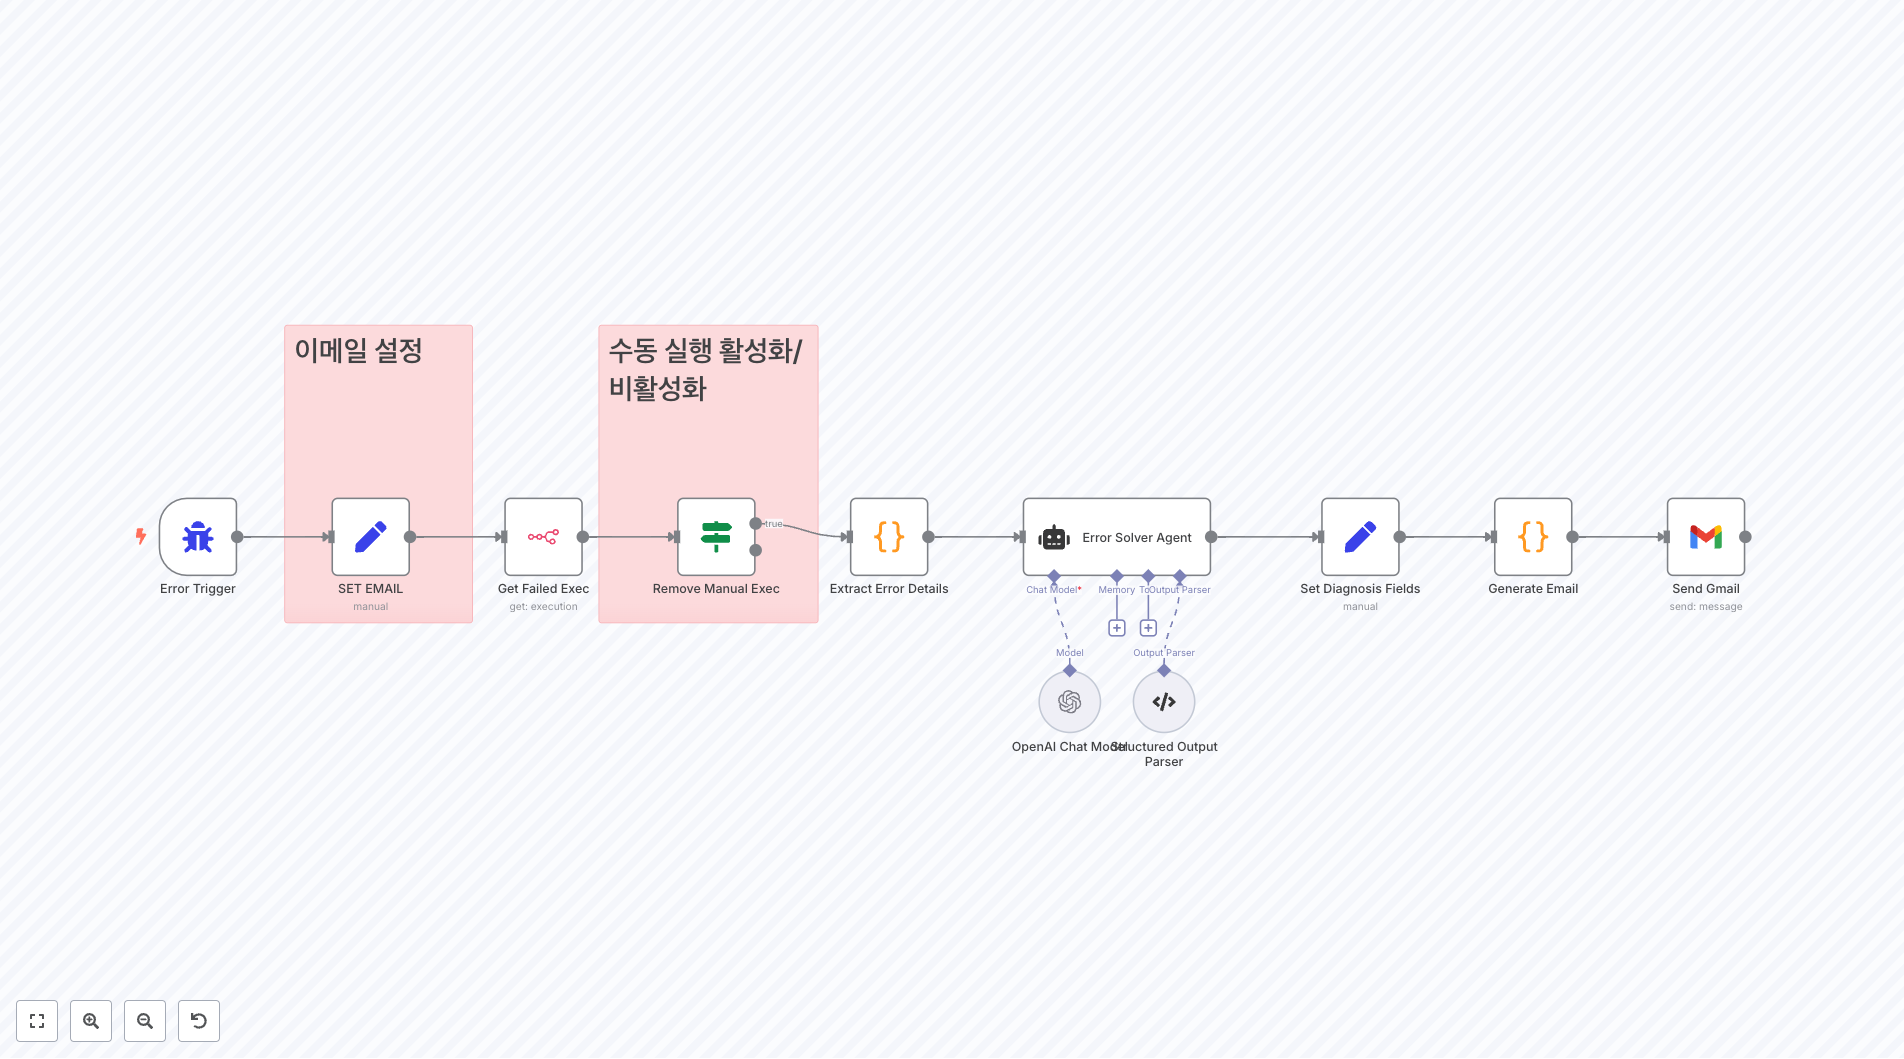 이메일 설정
수동 실행 활성화/
비활성화
true
Error Trigger
SET EMAIL
manual
Get Failed Exec
get: execution
Remove Manual Exec
Extract Error Details
Error Solver Agent
Chat Model*
Memory
To
Output Parser
Set Diagnosis Fields
manual
Generate Email
Send Gmail
send: message
Model
Output Parser
OpenAI Chat Model
Structured Output
Parser